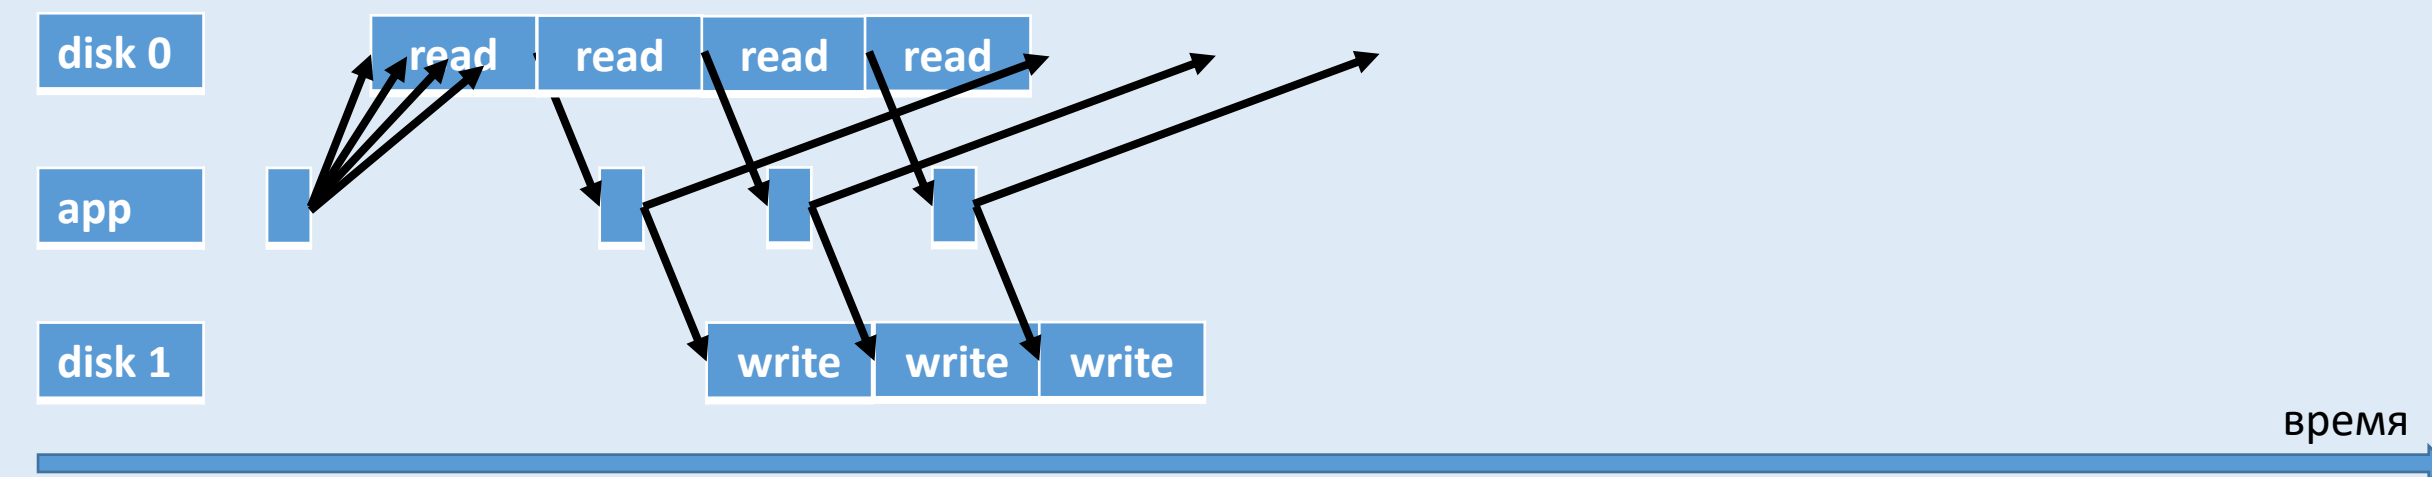 disk 0 read read read read
app
disk 1 write write write
время